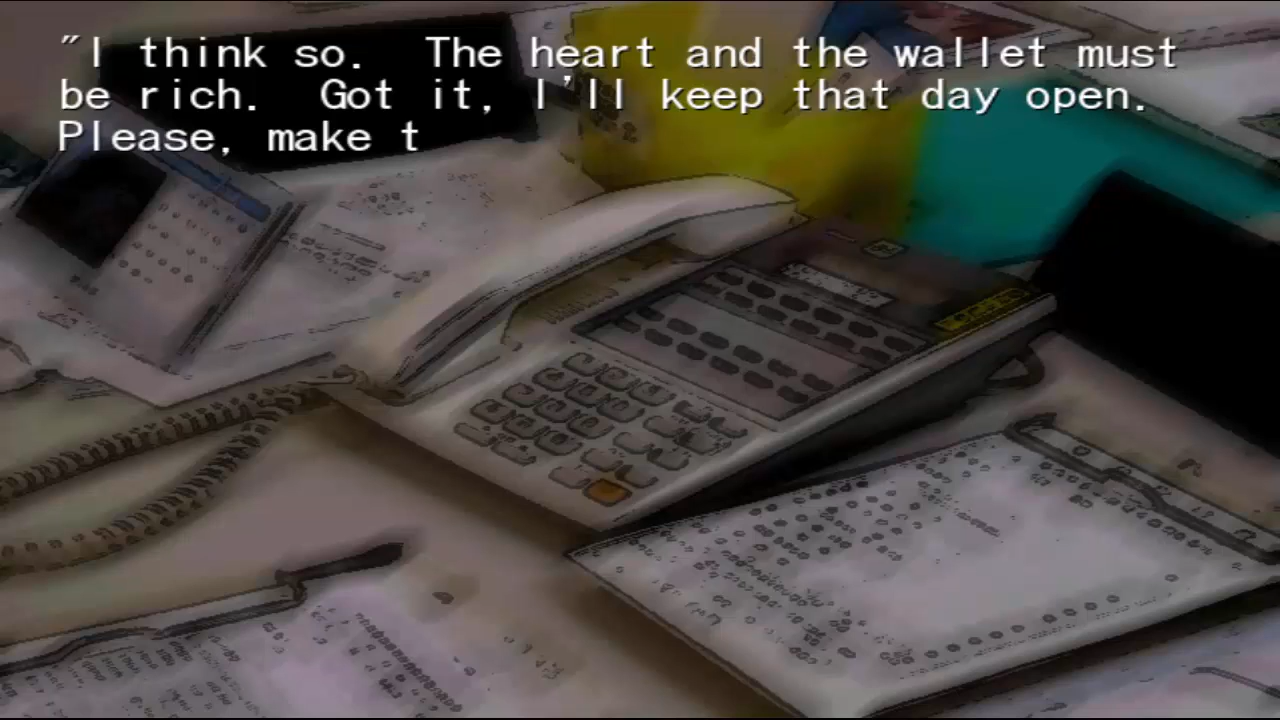 "I think so.  The heart and the wallet must
be rich.  Got it, I'll keep that day open.
Please, make t